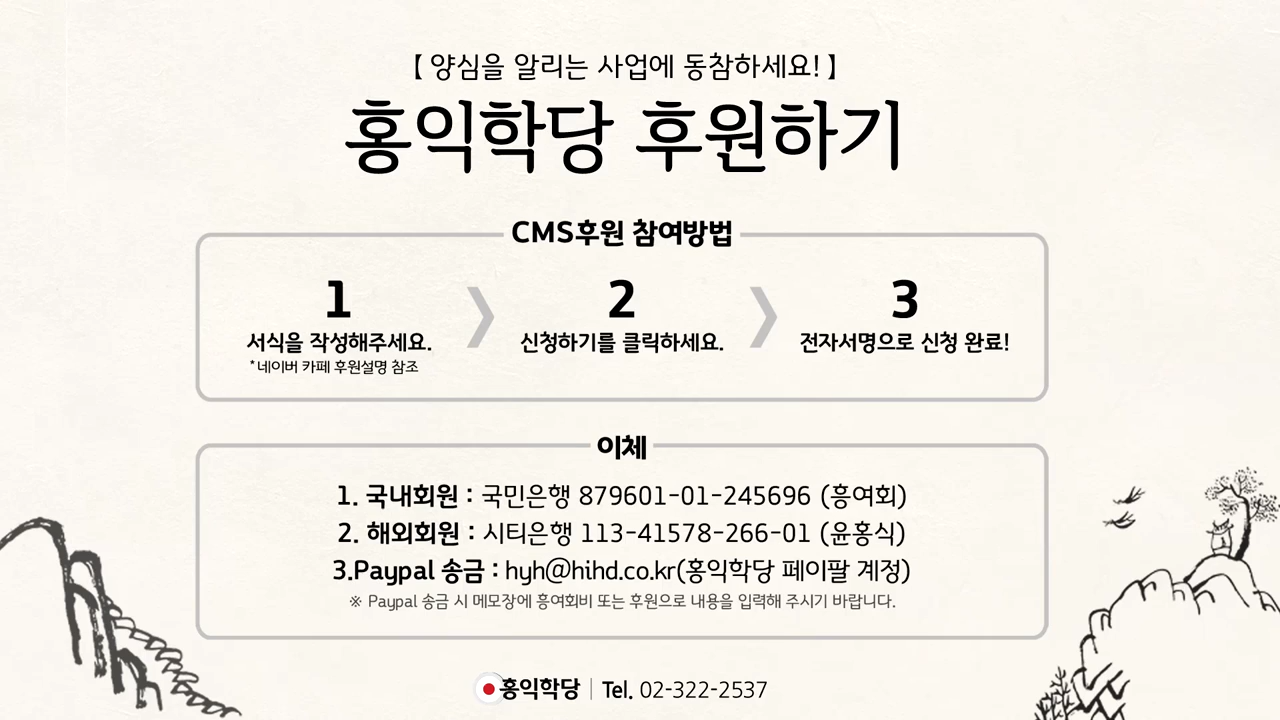 【 양심을 알리는 사업에 동참하세요! 】
홍익학당 후원하기
CMS후원 참여방법
1
서식을 작성해주세요.
*네이버 카페 후원설명 참조
2
신청하기를 클릭하세요.
3
전자서명으로 신청 완료!
이체
1. 국내회원 : 국민은행 879601-01-245696 (흥여회)
2. 해외회원 : 시티은행 113-41578-266-01 (윤홍식)
3.Paypal 송금 : hyh@hihd.co.kr(홍익학당 페이팔 계정)
※ Paypal 송금 시 메모장에 흥여회비 또는 후원으로 내용을 입력해 주시기 바랍니다.
홍익학당 | Tel. 02-322-2537